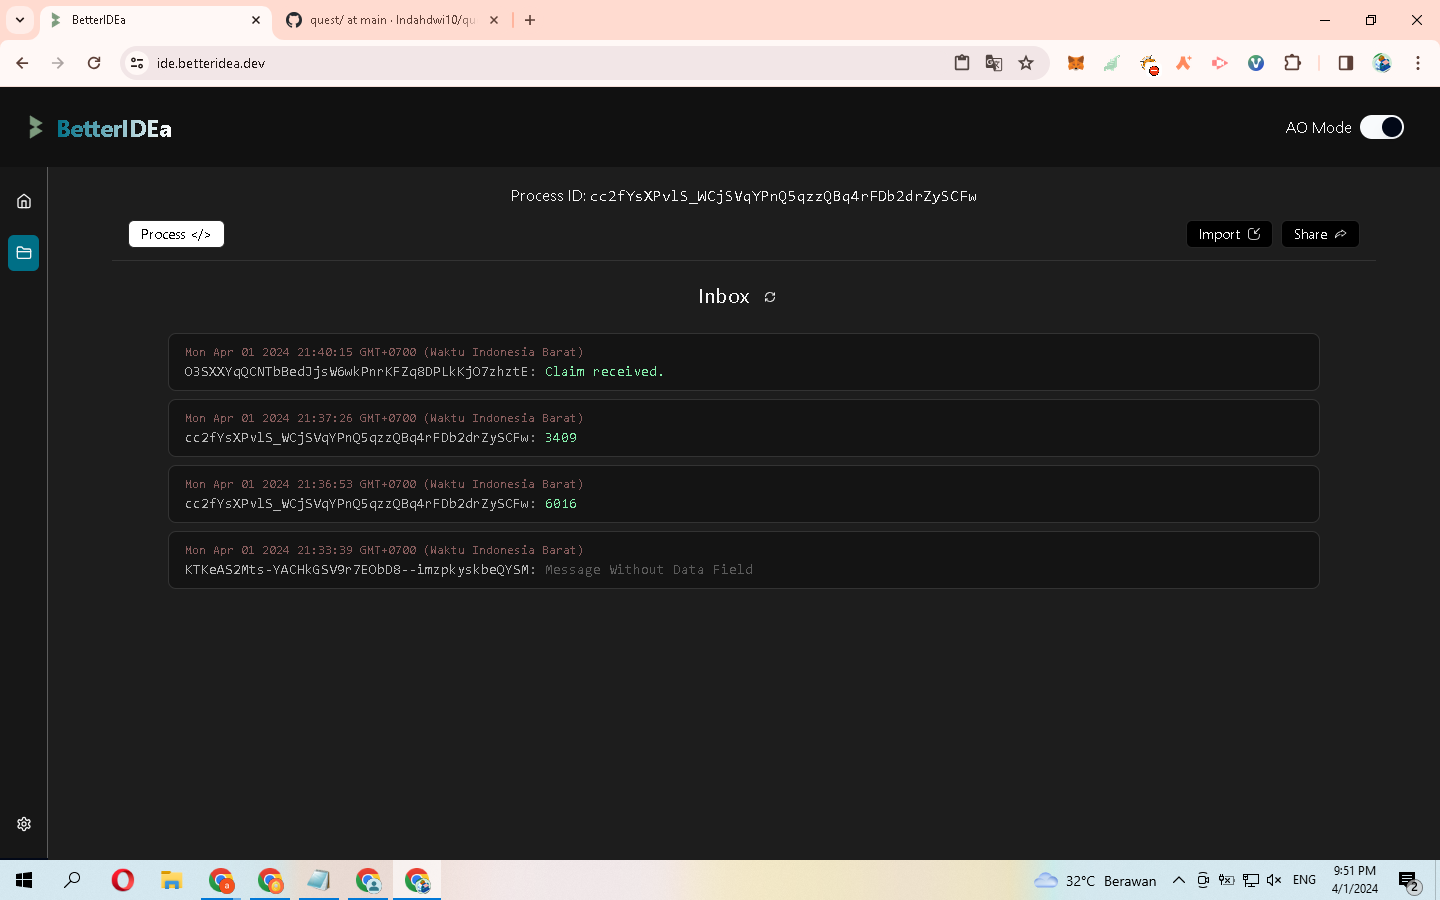 BetterIDEa
quest/ at main · Indahdwi10/qu
ide.betteridea.dev
BetterIDEa
AO Mode
Process ID: cc2fYsXPvlS_WCjSVqYPnQ5qzzQBq4rFDb2drZySCFw
Process </>
Import
Share
Inbox
Mon Apr 01 2024 21:40:15 GMT+0700 (Waktu Indonesia Barat)
O3SXXYqQCNTbBedJjsW6wkPnrKFZq8DPLkKjO7zhztE: Claim received.
Mon Apr 01 2024 21:37:26 GMT+0700 (Waktu Indonesia Barat)
cc2fYsXPvlS_WCjSVqYPnQ5qzzQBq4rFDb2drZySCFw: 3409
Mon Apr 01 2024 21:36:53 GMT+0700 (Waktu Indonesia Barat)
cc2fYsXPvlS_WCjSVqYPnQ5qzzQBq4rFDb2drZySCFw: 6016
Mon Apr 01 2024 21:33:39 GMT+0700 (Waktu Indonesia Barat)
KTKeAS2Mts-YACHkGSV9r7EObD8--imzpkyskbeQYSM: Message Without Data Field
32°C Berawan
ENG
9:51 PM
4/1/2024
2